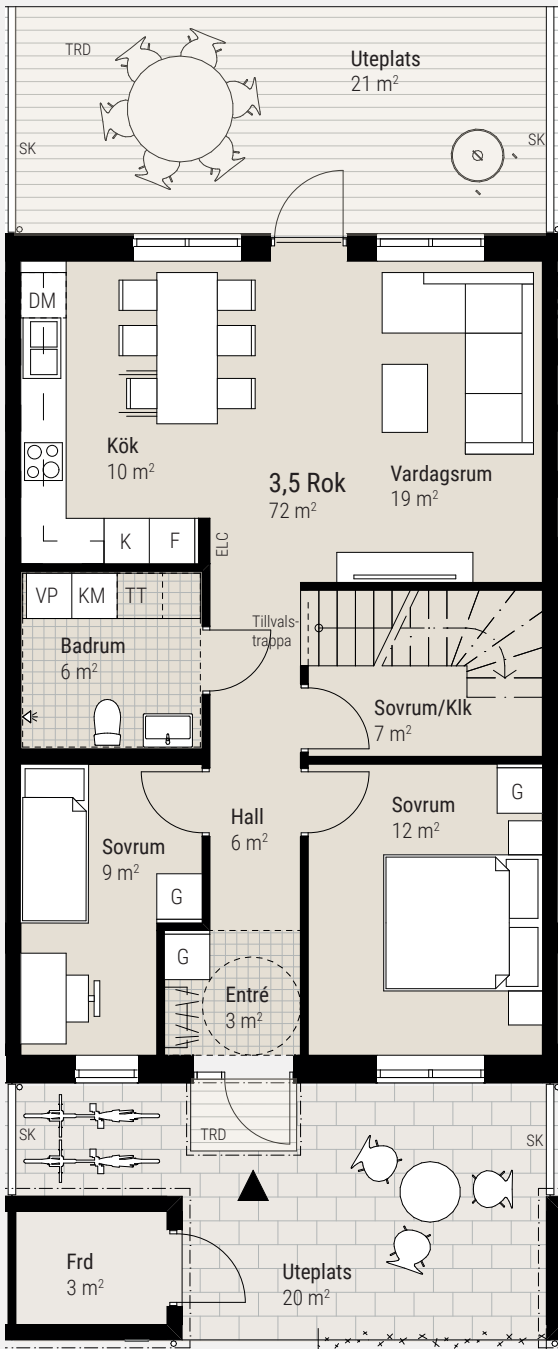 TRD
Uteplats
21 m²
SK
SK
DM
Kök
10 m²
3,5 Rok
72 m²
Vardagsrum
19 m²
K
F
ELC
VP
KM
TT
Tillvals-
trappa
Badrum
6 m²
Sovrum/Klk
7 m²
Sovrum
12 m²
G
Hall
6 m²
Sovrum
9 m²
G
G
Entré
3 m²
SK
TRD
SK
Frd
3 m²
Uteplats
20 m²